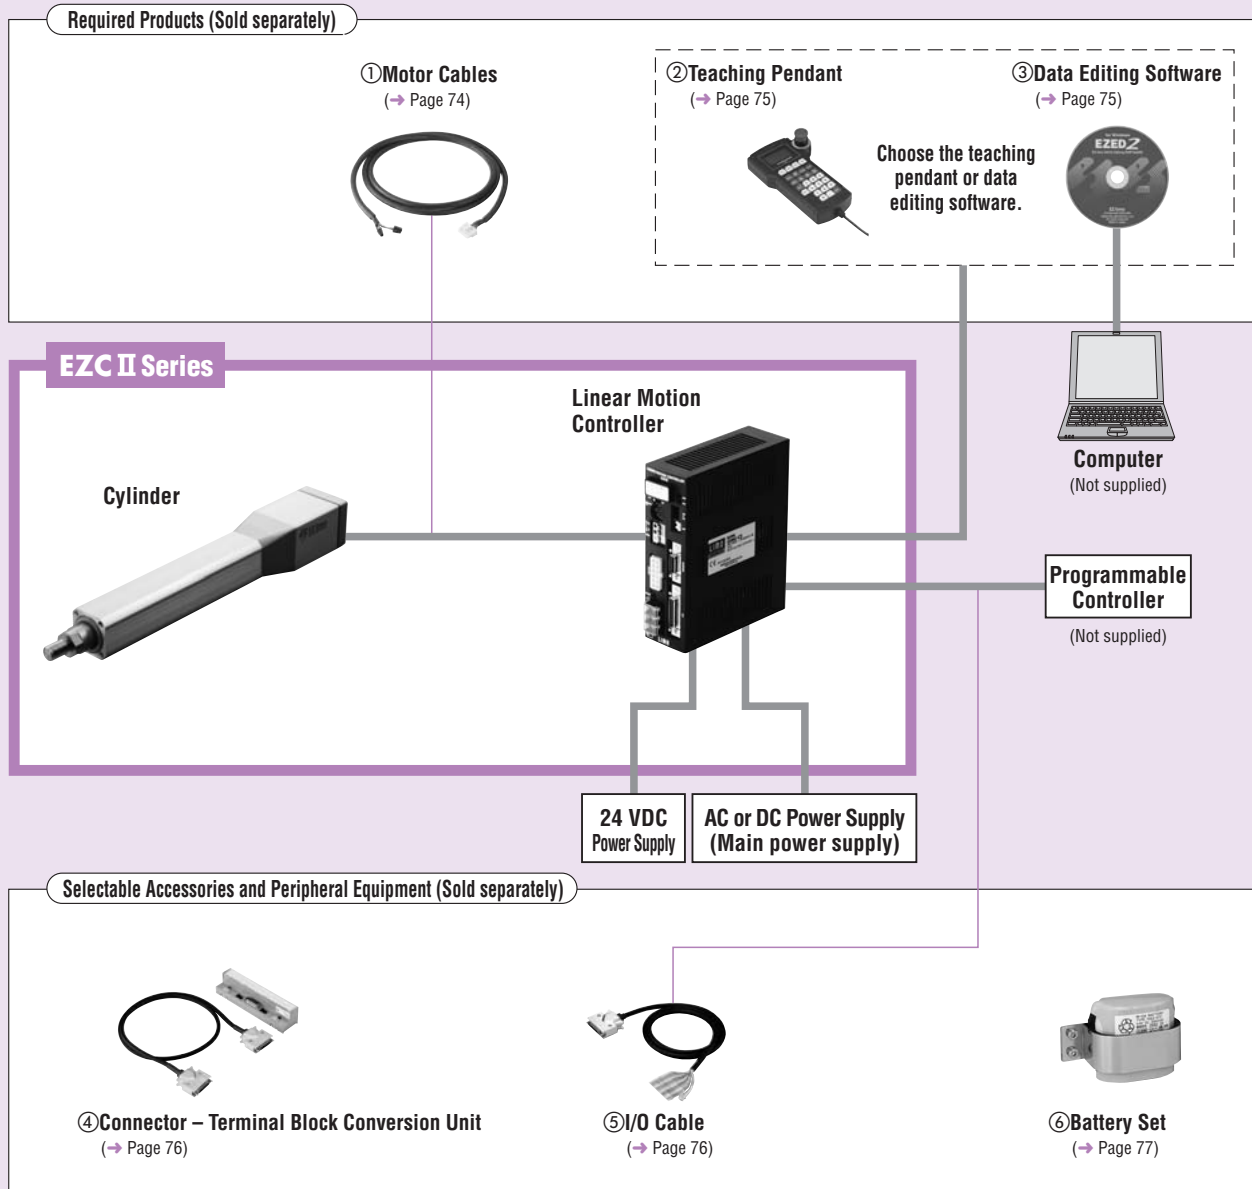 Required Products (Sold separately)
①Motor Cables
(→ Page 74)
②Teaching Pendant
(→ Page 75)
③Data Editing Software
(→ Page 75)
Choose the teaching
pendant or data
editing software.
EZED2
EZC II Series
Linear Motion
Controller
Cylinder
Computer
(Not supplied)
Programmable
Controller
(Not supplied)
24 VDC
Power Supply
AC or DC Power Supply
(Main power supply)
Selectable Accessories and Peripheral Equipment (Sold separately)
④Connector – Terminal Block Conversion Unit
(→ Page 76)
⑤I/O Cable
(→ Page 76)
⑥Battery Set
(→ Page 77)